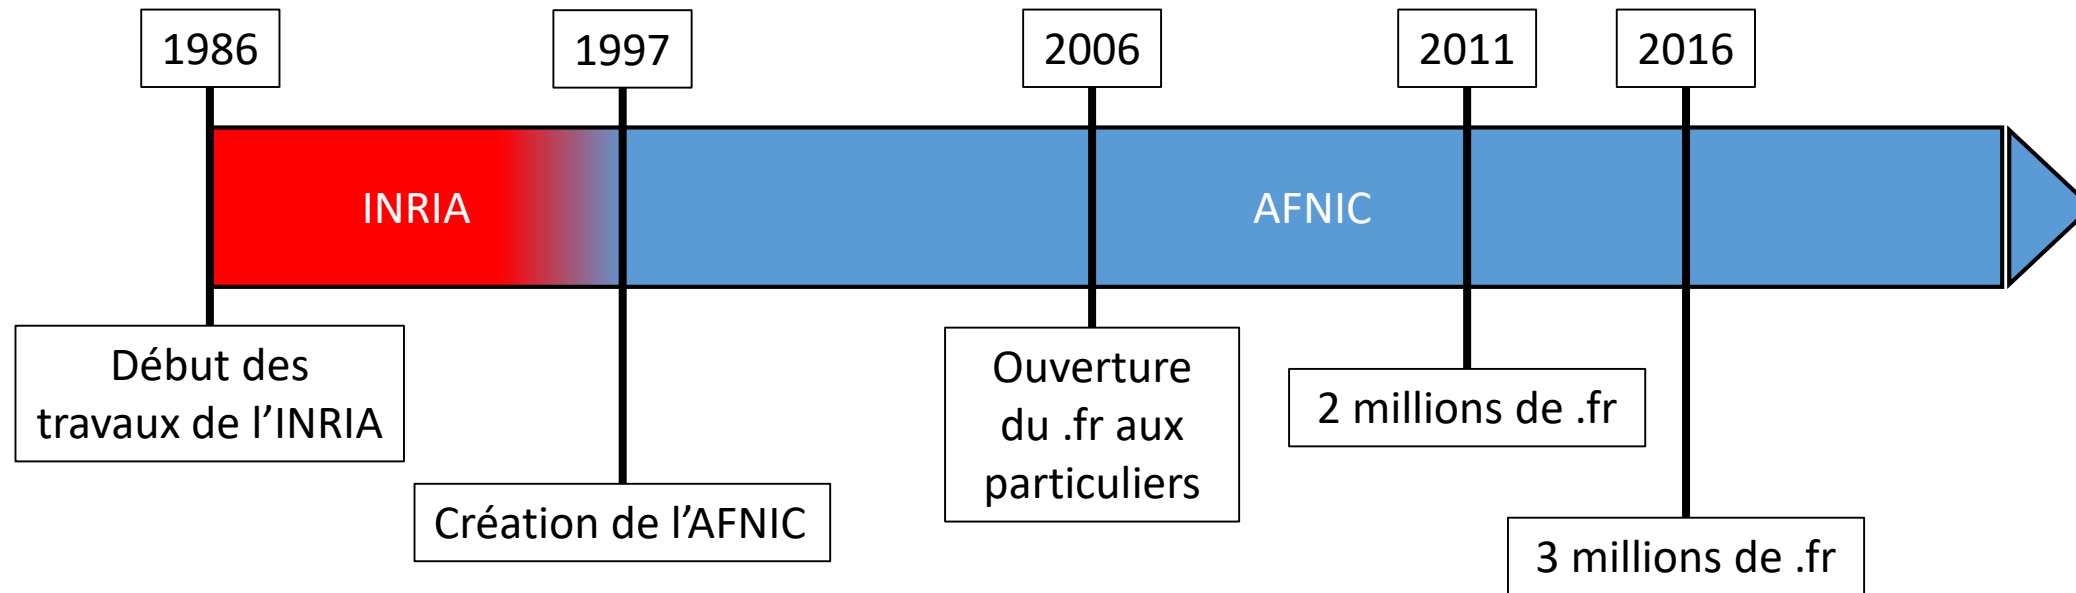 1986
1997
2006
2011
2016
INRIA
AFNIC
Début des
travaux de l’INRIA
Création de l’AFNIC
Ouverture
du .fr aux
particuliers
2 millions de .fr
3 millions de .fr